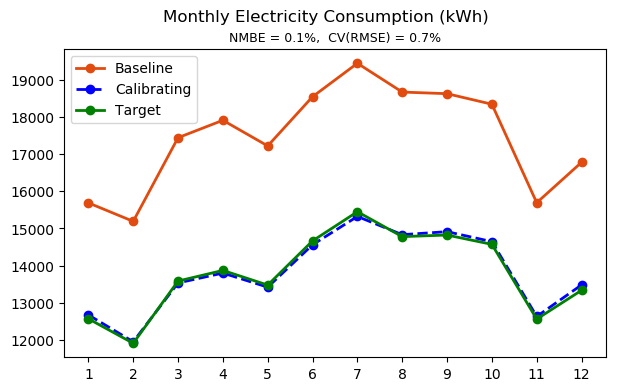 Monthly Electricity Consumption (kWh)
NMBE = 0.1%,  CV(RMSE) = 0.7%
Baseline
Calibrating
Target
19000
18000
17000
16000
15000
14000
13000
12000
1 2 3 4 5 6 7 8 9 10 11 12